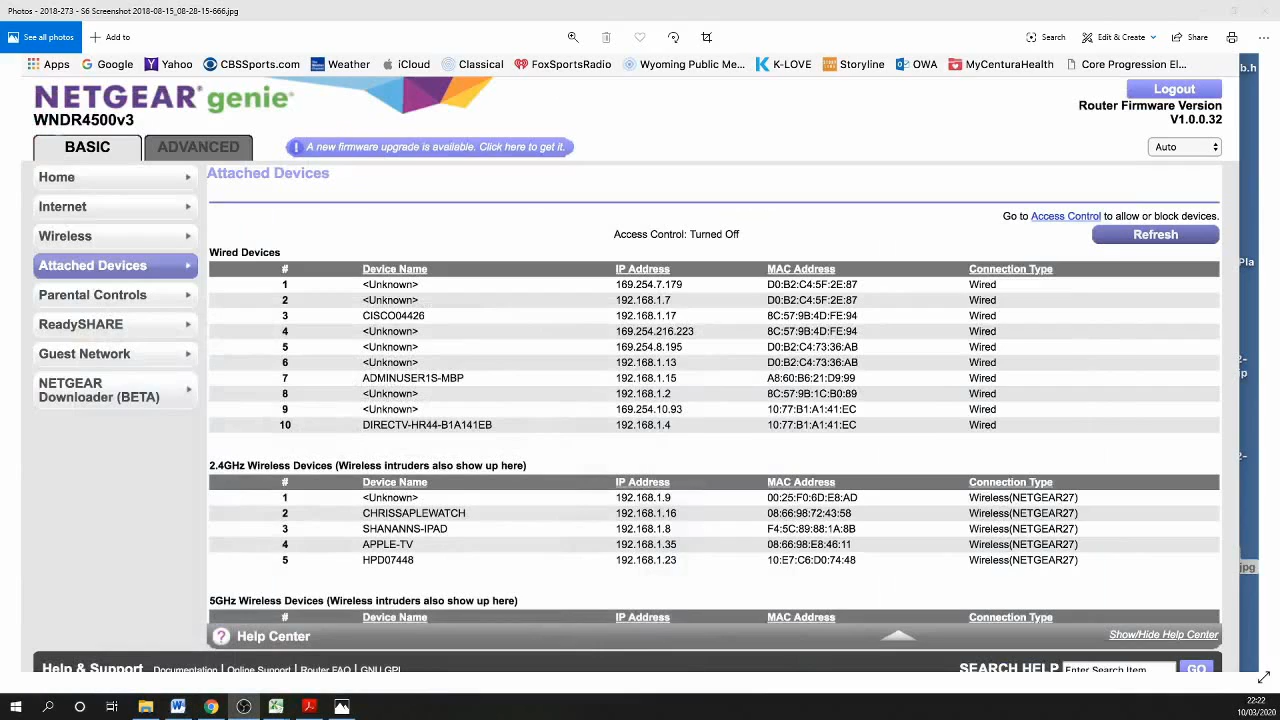 Photos - 2018-273 - S6 Screenshot 2018-08-15_08-28-15-666.jpg
See all photos + Add to Search Edit & Create Share
Apps Google Yahoo CBSSports.com Weather iCloud Classical FoxSportsRadio Wyoming Public Me... K-LOVE Storyline OWA MyCenturaHealth Core Progression El...
NETGEAR® genie®
WNDR4500v3
Logout
Router Firmware Version
V1.0.0.32
BASIC ADVANCED
A new firmware upgrade is available. Click here to get it.
Auto
Home
Internet
Wireless
Attached Devices
Parental Controls
ReadySHARE
Guest Network
NETGEAR
Downloader (BETA)
Attached Devices
Go to Access Control to allow or block devices.
Access Control: Turned Off
Refresh
Wired Devices
# Device Name IP Address MAC Address Connection Type
1 <Unknown> 169.254.7.179 D0:B2:C4:5F:2E:87 Wired
2 <Unknown> 192.168.1.7 D0:B2:C4:5F:2E:87 Wired
3 CISCO04426 192.168.1.17 8C:57:9B:4D:FE:94 Wired
4 <Unknown> 169.254.216.223 8C:57:9B:4D:FE:94 Wired
5 <Unknown> 169.254.8.195 D0:B2:C4:73:36:AB Wired
6 <Unknown> 192.168.1.13 D0:B2:C4:73:36:AB Wired
7 ADMINUSER1S-MBP 192.168.1.15 A8:60:B6:21:D9:99 Wired
8 <Unknown> 192.168.1.2 8C:57:9B:1C:B0:89 Wired
9 <Unknown> 169.254.10.93 10:77:B1:A1:41:EC Wired
10 DIRECTV-HR44-B1A141EB 192.168.1.4 10:77:B1:A1:41:EC Wired
2.4GHz Wireless Devices (Wireless intruders also show up here)
# Device Name IP Address MAC Address Connection Type
1 <Unknown> 192.168.1.9 00:25:F0:6D:E8:AD Wireless(NETGEAR27)
2 CHRISSAPLEWATCH 192.168.1.16 08:66:98:72:43:58 Wireless(NETGEAR27)
3 SHANANNS-IPAD 192.168.1.8 F4:5C:89:88:1A:8B Wireless(NETGEAR27)
4 APPLE-TV 192.168.1.35 08:66:98:E8:46:11 Wireless(NETGEAR27)
5 HPD07448 192.168.1.23 10:E7:C6:D0:74:48 Wireless(NETGEAR27)
5GHz Wireless Devices (Wireless intruders also show up here)
# Device Name IP Address MAC Address Connection Type
? Help Center
Show/Hide Help Center
Help & Support Documentation | Online Support | Router FAQ | GNU GPL
SEARCH HELP Enter Search Item GO
b.h
Pla
2-
jp
2-
jpg
22:22
10/03/2020